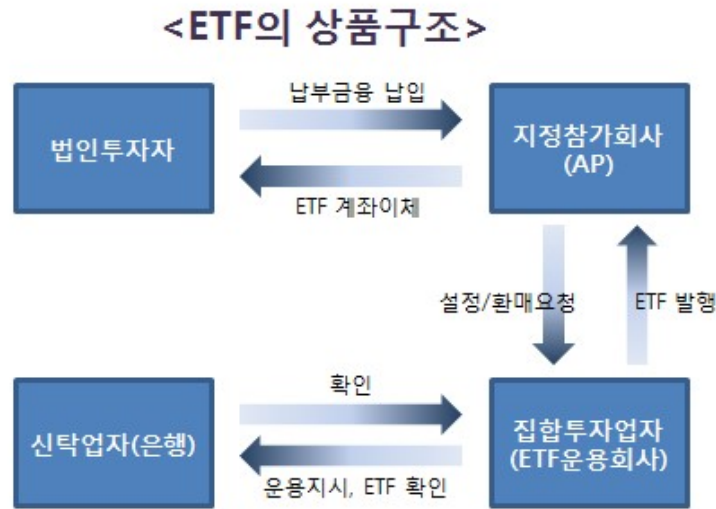 <ETF의 상품구조>
법인투자자
납부금융 납입
지정참가회사
(AP)
ETF 계좌이체
설정/환매요청
ETF 발행
신탁업자(은행)
확인
집합투자업자
(ETF운용회사)
운용지시, ETF 확인